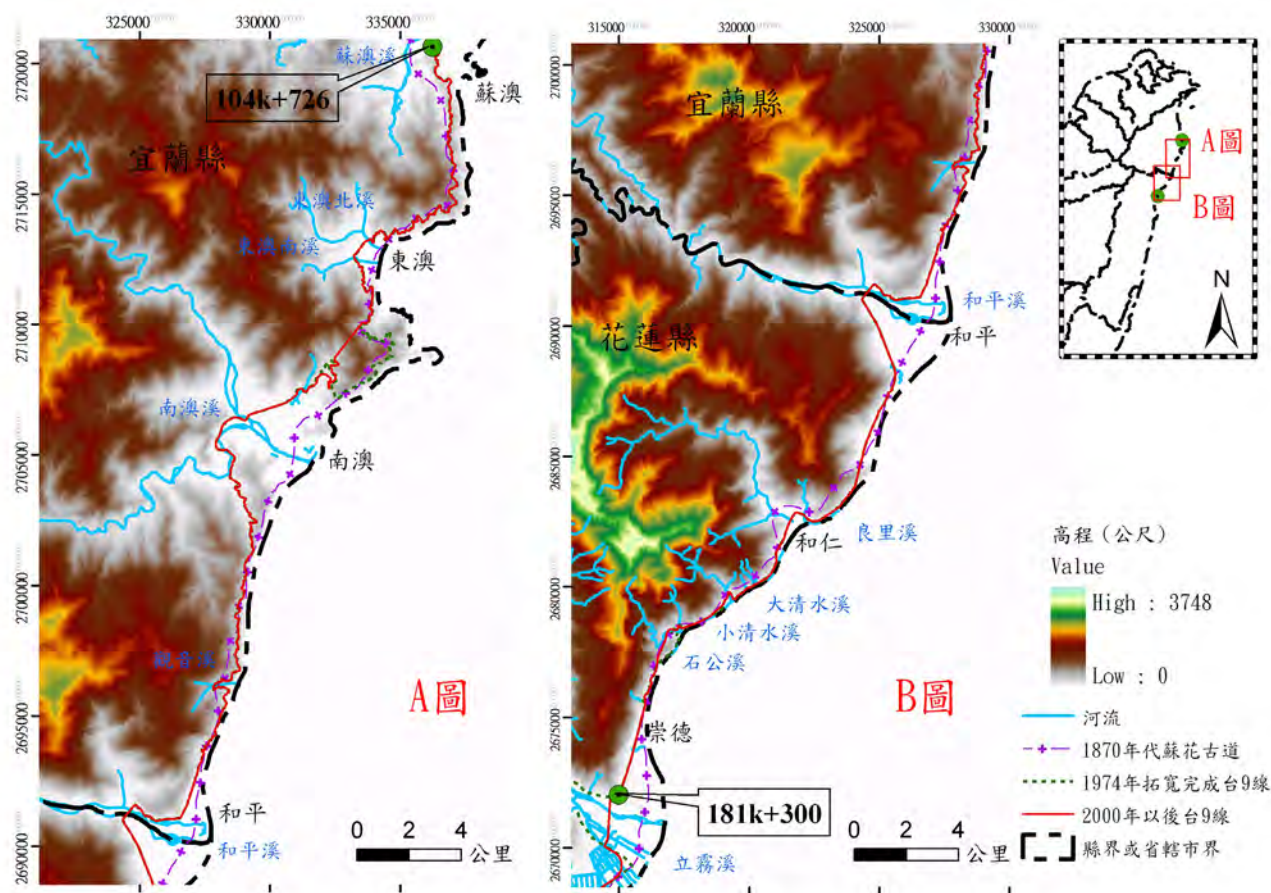 325000 330000 335000
2720000
2715000
2710000
2705000
2700000
2695000
2690000
蘇澳溪
104k+726
蘇澳
宜蘭縣
東澳北溪
東澳南溪
東澳
南澳溪
南澳
觀音溪
A圖
和平
和平溪
0 2 4
公里
315000 320000 325000 330000
2700000
2695000
2690000
2685000
2680000
2675000
2670000
宜蘭縣
和平溪
和平
花蓮縣
良里溪
和仁
大清水溪
小清水溪
石公溪
B圖
崇德
181k+300
立霧溪
0 2 4
公里
A圖
B圖
N
高程(公尺)
Value
High : 3748
Low : 0
河流
1870年代蘇花古道
1974年拓寬完成台9線
2000年以後台9線
縣界或省轄市界